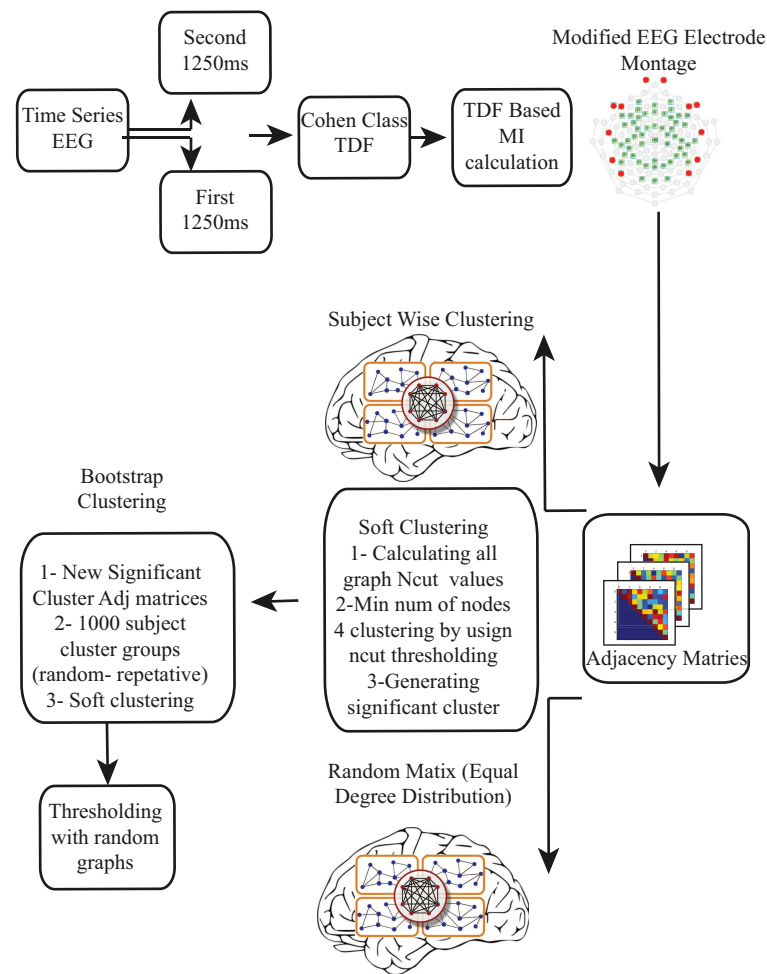 Second
1250ms
Modified EEG Electrode
Montage
Time Series
EEG
Cohen Class
TDF
TDF Based
MI
calculation
First
1250ms
Subject Wise Clustering
Bootstrap
Clustering
Soft Clustering
1- Calculating all
graph Ncut values
2-Min num of nodes
4 clustering by usign
ncut thresholding
3-Generating
significant cluster
1- New Significant
Cluster Adj matrices
2- 1000 subject
cluster groups
(random- repetative)
3- Soft clustering
Adjacency Matries
Random Matix (Equal
Degree Distribution)
Thresholding
with random
graphs